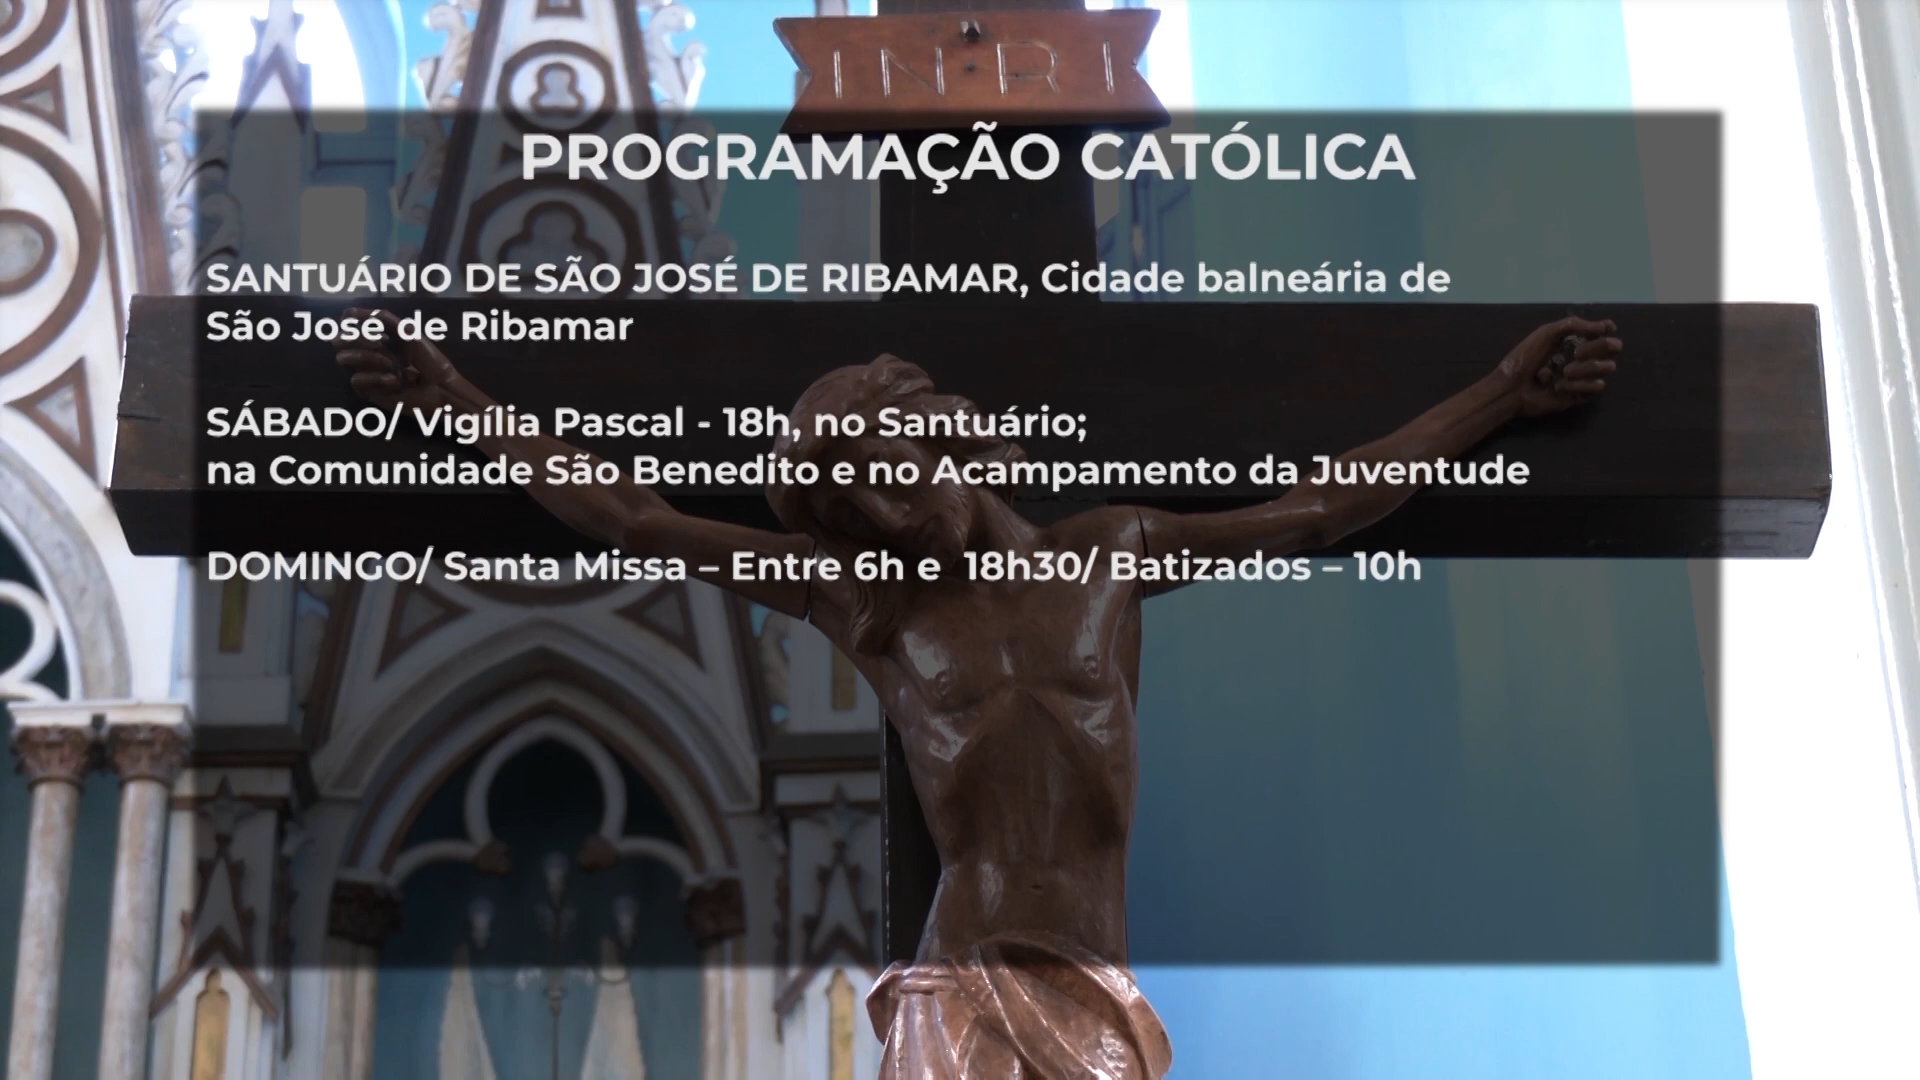 INRI
PROGRAMAÇÃO CATÓLICA
SANTUÁRIO DE SÃO JOSÉ DE RIBAMAR, Cidade balneária de
São José de Ribamar
SÁBADO/ Vigília Pascal - 18h, no Santuário;
na Comunidade São Benedito e no Acampamento da Juventude
DOMINGO/ Santa Missa – Entre 6h e 18h30/ Batizados – 10h